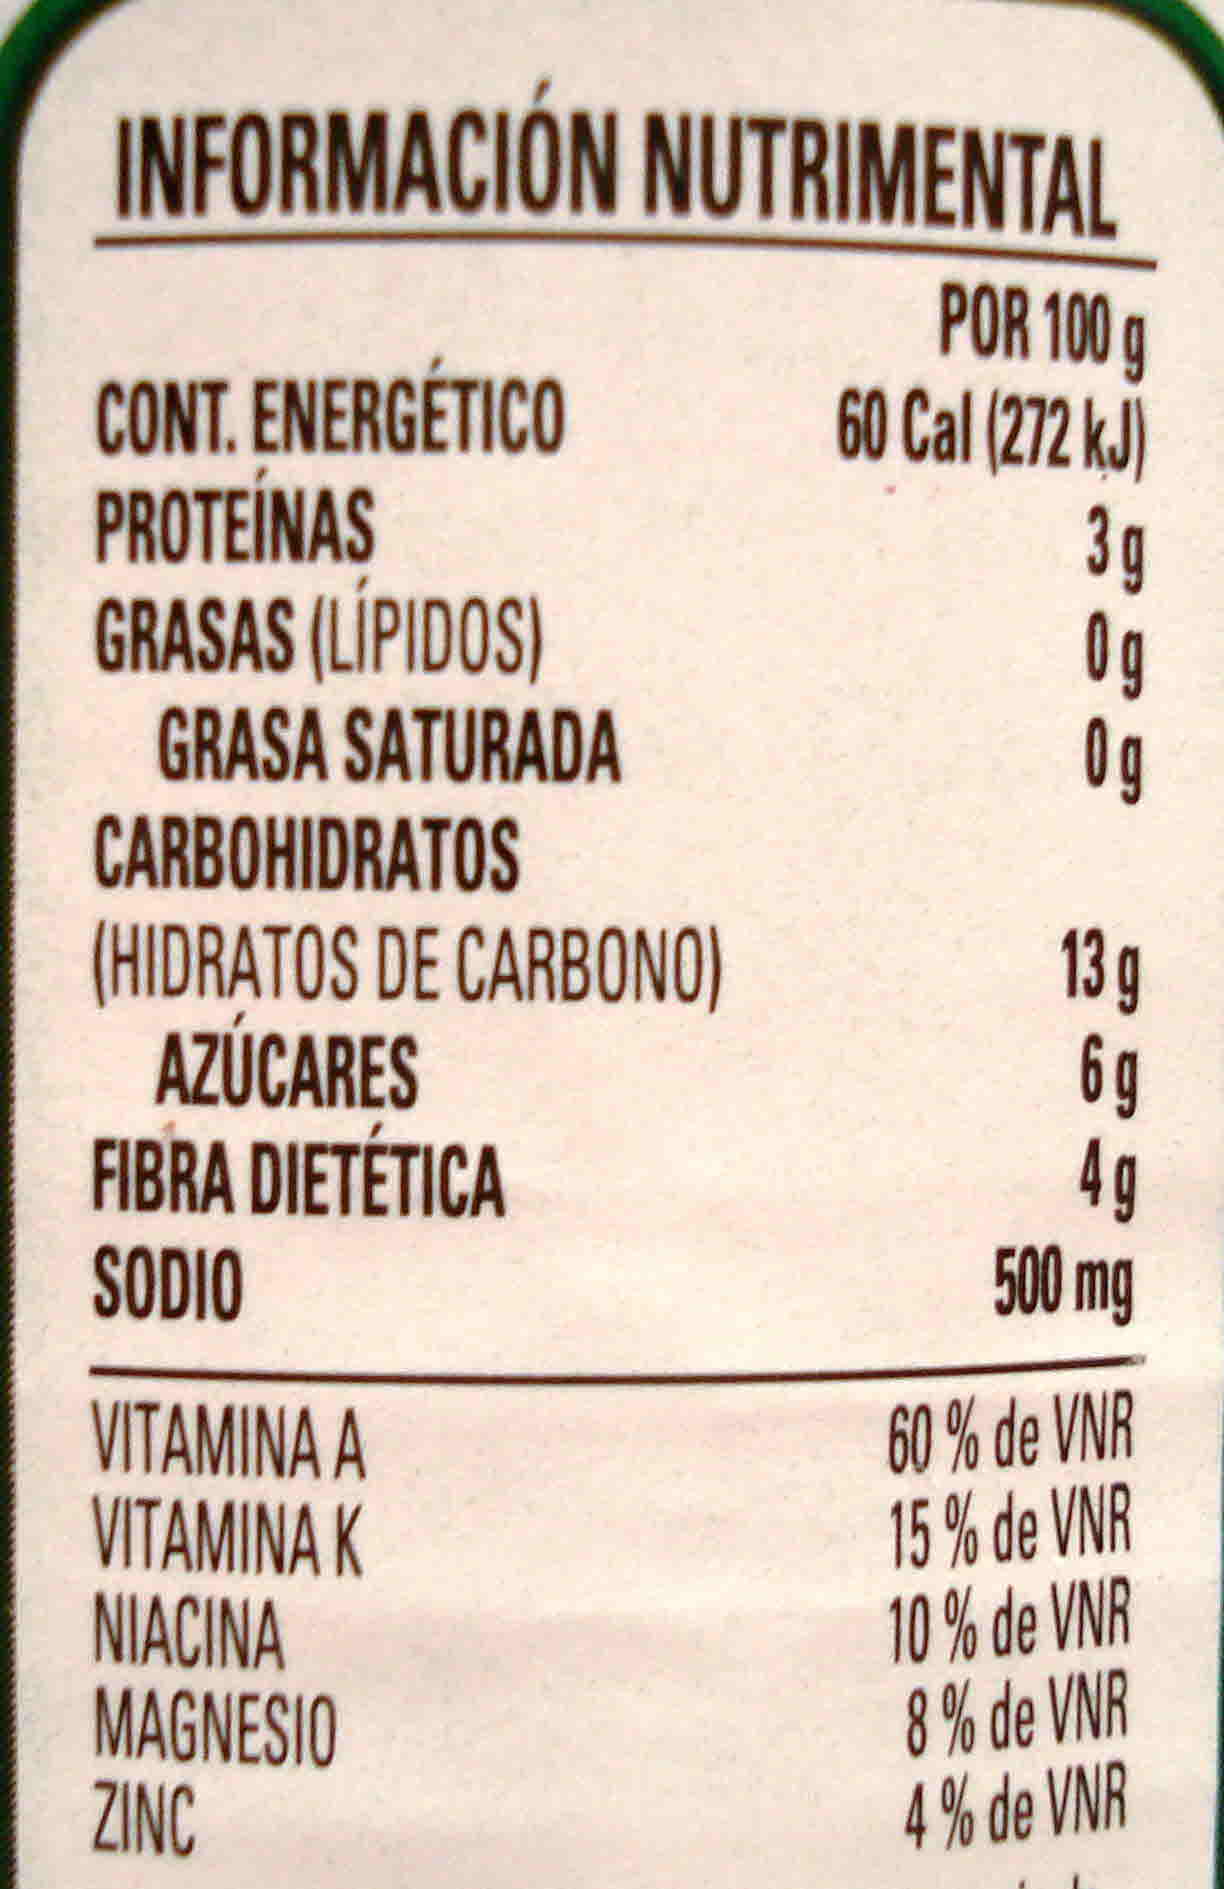 INFORMACIÓN NUTRIMENTAL
POR 100 g
CONT. ENERGÉTICO 60 Cal (272 kJ)
PROTEÍNAS 3 g
GRASAS (LÍPIDOS) 0 g
GRASA SATURADA 0 g
CARBOHIDRATOS
(HIDRATOS DE CARBONO) 13 g
AZÚCARES 6 g
FIBRA DIETÉTICA 4 g
SODIO 500 mg
VITAMINA A 60 % de VNR
VITAMINA K 15 % de VNR
NIACINA 10 % de VNR
MAGNESIO 8 % de VNR
ZINC 4 % de VNR